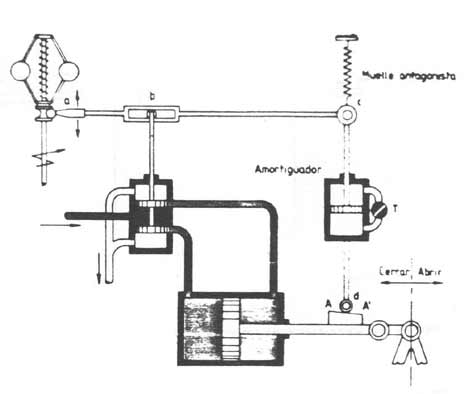 a
b
Muelle antagonista
c
Amortiguador
T
Cerrar Abrir
A d A'